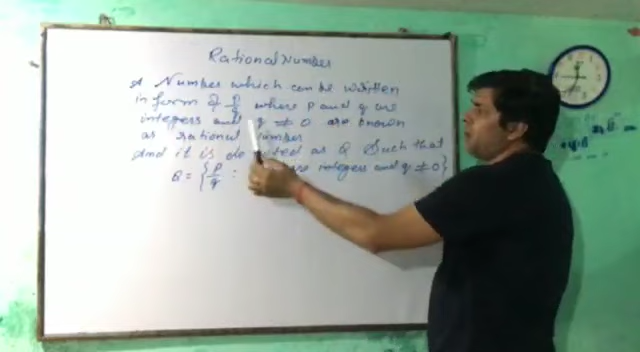 Rational Number
A Number which can be written
in form of p/q where p and q are
integers and q ≠ 0 are known
as rational number
And it is denoted as Q Such that
Q = { p/q : are integers and q ≠ 0 }